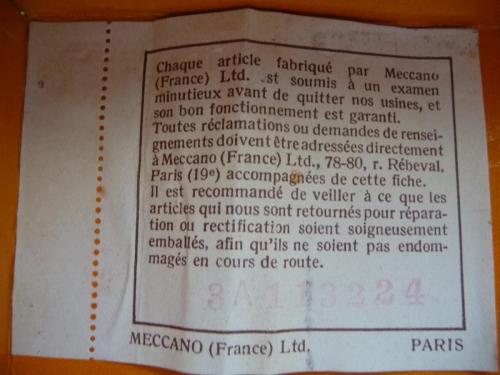 Chaque article fabriqué par Meccano
(France) Ltd. st soumis à un examen
minutieux avant de quitter nos usines, et
son bon fonctionnement est garanti.
Toutes réclamations ou demandes de rensei-
gnements doivent être adressées directement
à Meccano (France) Ltd., 78-80, r. Rébeval,
Paris (19e) accompagnées de cette fiche.
Il est recommandé de veiller à ce que les
articles qui nous sont retournés pour répara-
tion ou rectification soient soigneusement
emballés, afin qu'ils ne soient pas endom-
magés en cours de route.
3A113224
MECCANO (France) Ltd. PARIS